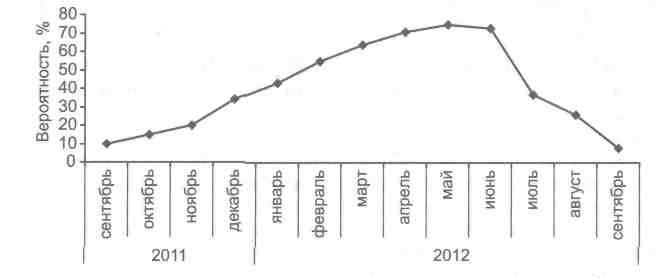 Вероятность, %
80
70
60
50
40
30
20
10
0
сентябрь
октябрь
ноябрь
декабрь
январь
февраль
март
апрель
май
июнь
июль
август
сентябрь
2011
2012